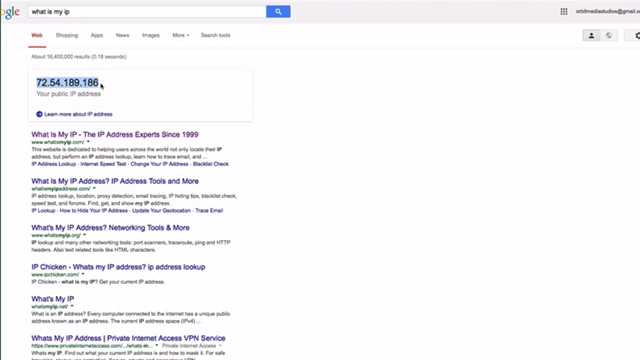 ogle what is my ip orbitmediastudios@gmail.co
Web Shopping Apps News Images More Search tools
About 16,400,000 results (0.18 seconds)
72.54.189.186
Your public IP address
Learn more about IP address
What Is My IP - The IP Address Experts Since 1999
www.whatismyip.com/
This website is dedicated to helping users across the world not only locate their IP
address, but perform an IP address lookup, learn how to trace email, and ...
IP Address Lookup - Internet Speed Test - Change Your IP Address - Blacklist Check
What Is My IP Address? IP Address Tools and More
whatismyipaddress.com/
IP address lookup, location, proxy detection, email tracing, IP hiding tips, blacklist check,
speed test, and forums. Find, get, and show my IP address.
IP Lookup - How to Hide Your IP Address - Update Your Geolocation - Trace Email
What's My IP Address? Networking Tools & More
www.whatsmyip.org/
IP lookup and many other networking tools: port scanners, traceroute, ping and HTTP
headers. Also text related tools like HTML characters.
IP Chicken - Whats my IP address? ip address lookup
www.ipchicken.com/
IP Chicken - what is my IP? Get your current IP address.
What's My IP
whatsmyip.net/
What is an IP address? Every computer connected to the internet has a unique public
address known as an IP address. The current IP address space (IPv4) ...
Whats My IP Address | Private Internet Access VPN Service
https://www.privateinternetaccess.com/.../whats-m... Private Internet Access
Whats my IP. Find out what your current IP address is and how to mask it. For safe